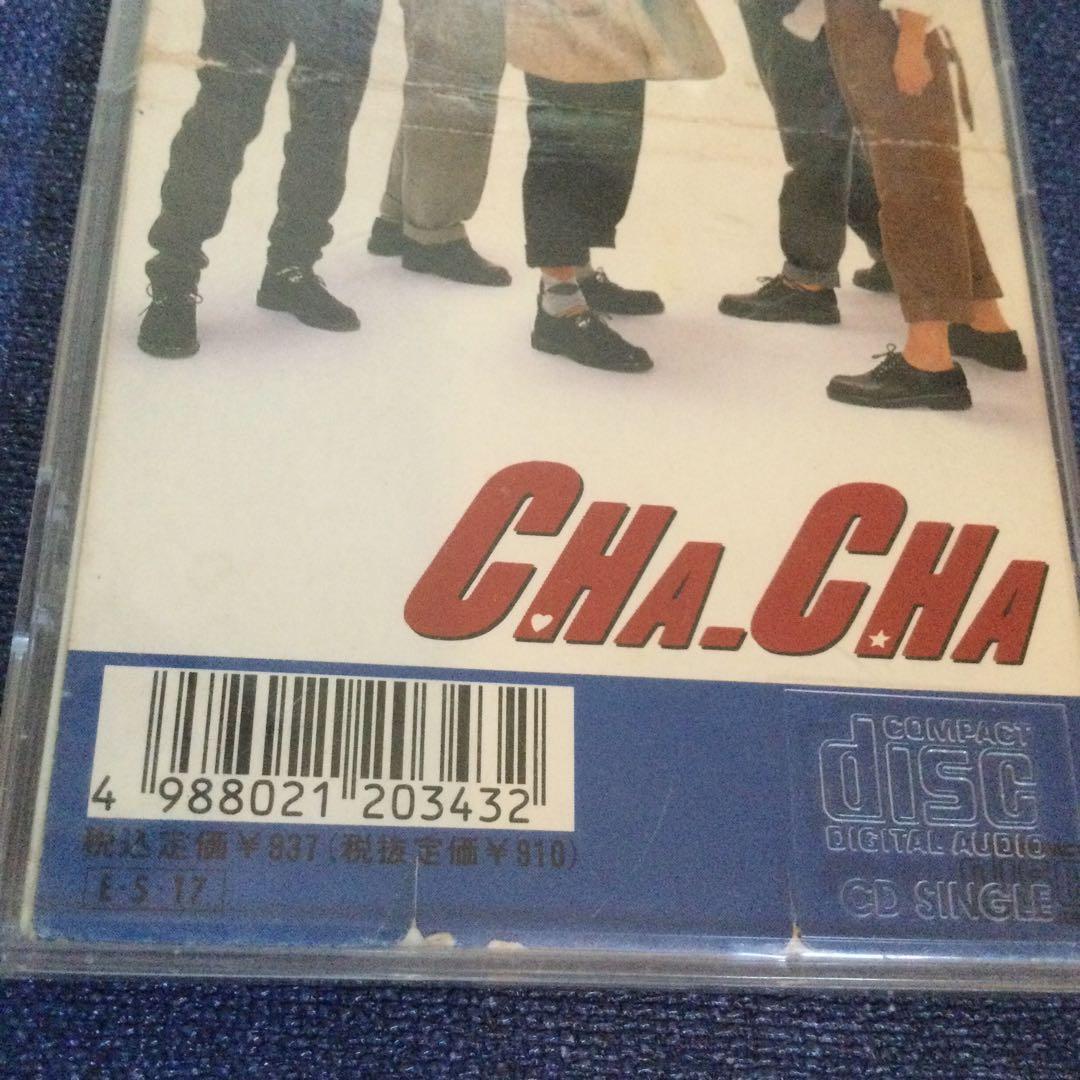 CHA-CHA
4 988021 203432
税込定価￥937(税抜定価￥910)
E・S・17
COMPACT
disc
DIGITAL AUDIO
CD SINGLE